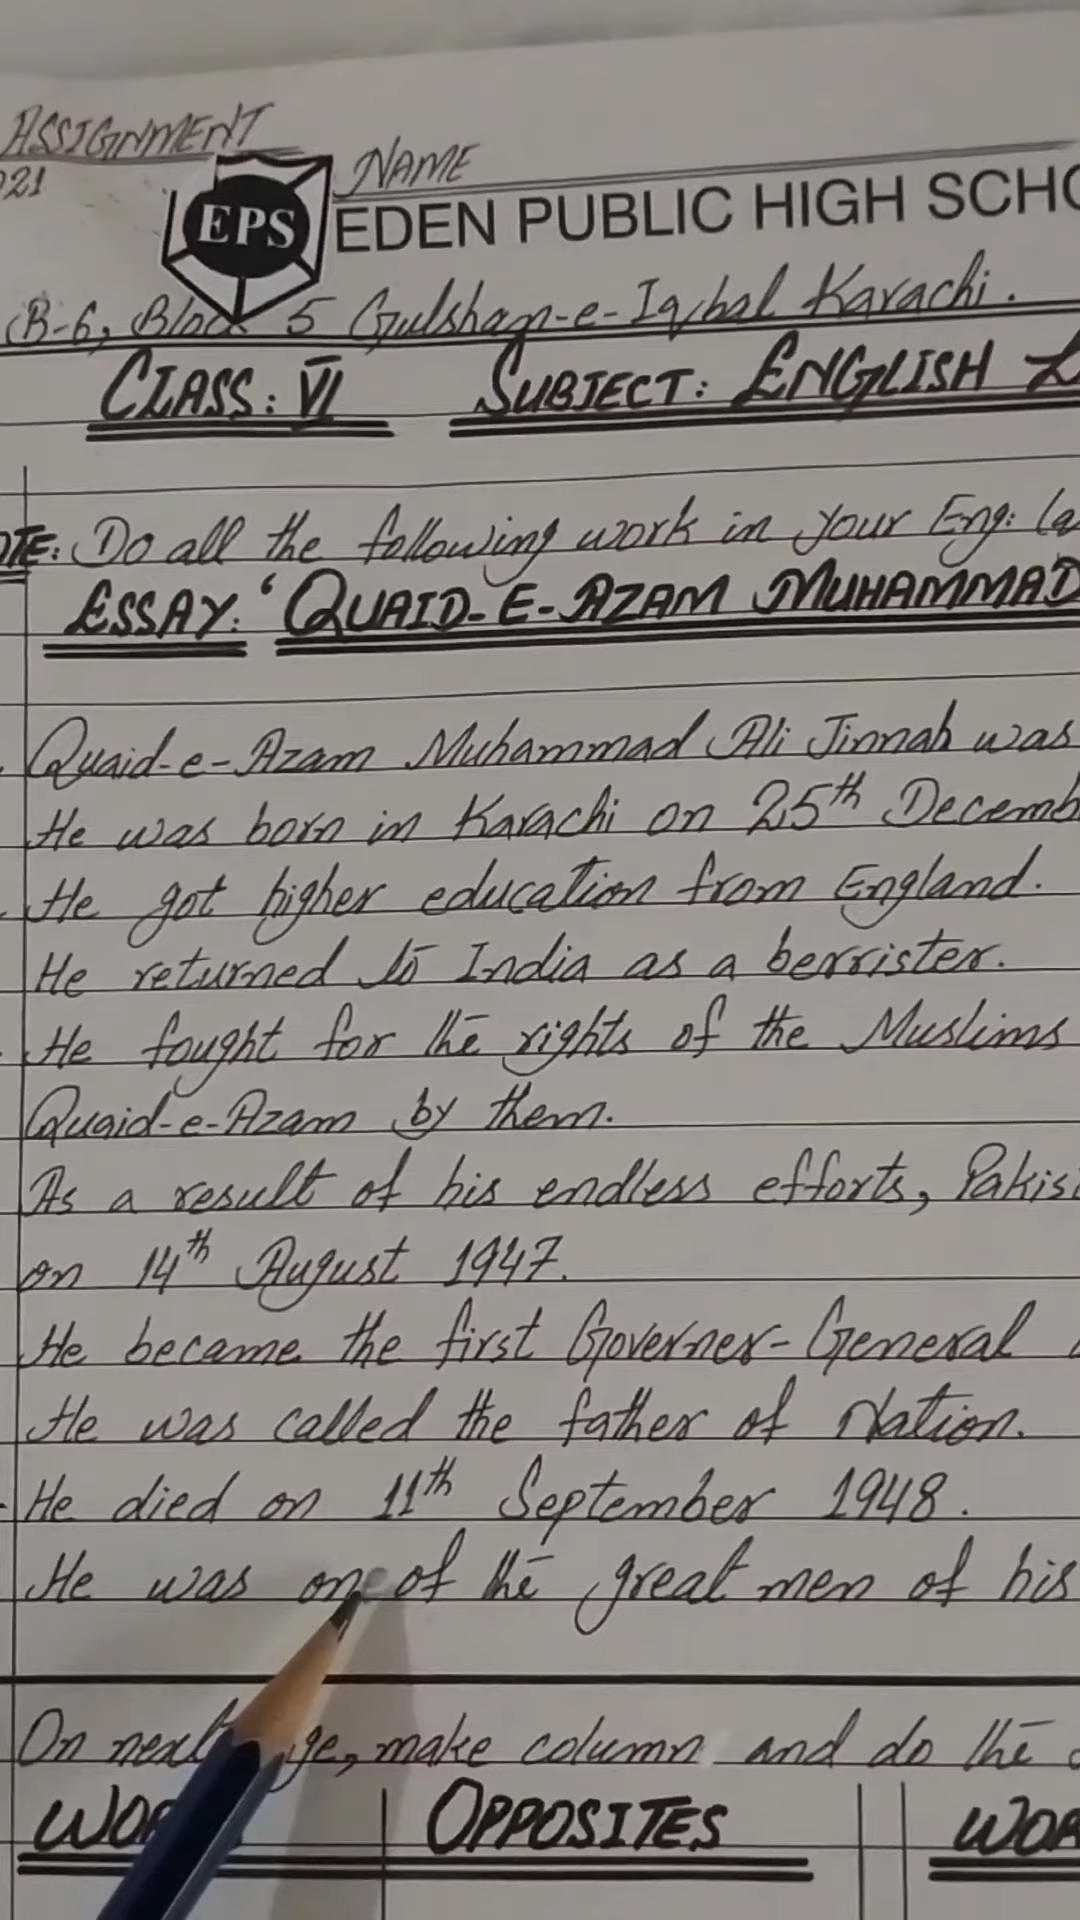 ASSIGNMENT
021
NAME
EPS EDEN PUBLIC HIGH SCHO
B-6, Block 5 Gulshan-e-Iqbal Karachi.
CLASS: VI SUBJECT: ENGLISH L
OTE: Do all the following work in your Eng: la
ESSAY: 'QUAID-E-AZAM MUHAMMAD
Quaid-e-Azam Muhammad Ali Jinnah was
He was born in Karachi on 25th Decemb
He got higher education from England.
He returned to India as a berrister.
He fought for the rights of the Muslims
Quaid-e-Azam by them.
As a result of his endless efforts, Pakis
on 14th August 1947.
He became the first Governer-General
He was called the father of Nation.
He died on 11th September 1948.
He was one of the great men of his
On next ge, make column and do the
WOR OPPOSITES WOR